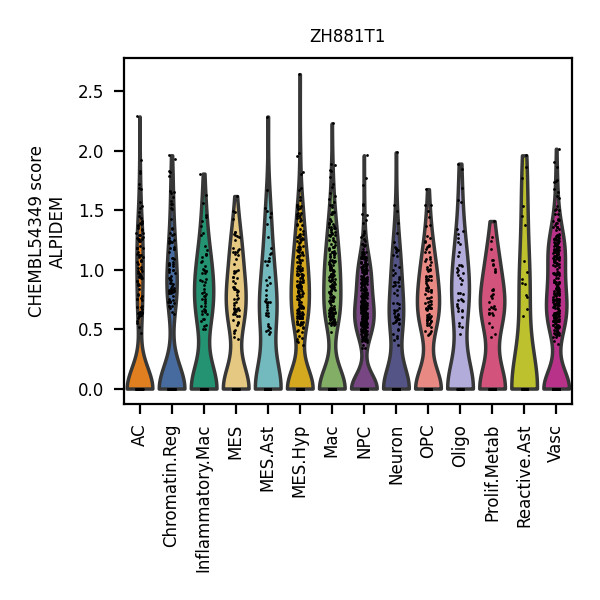 ZH881T1
CHEMBL54349 score
ALPIDEM
2.5
2.0
1.5
1.0
0.5
0.0
AC
Chromatin.Reg
Inflammatory.Mac
MES
MES.Ast
MES.Hyp
Mac
NPC
Neuron
OPC
Oligo
Prolif.Metab
Reactive.Ast
Vasc